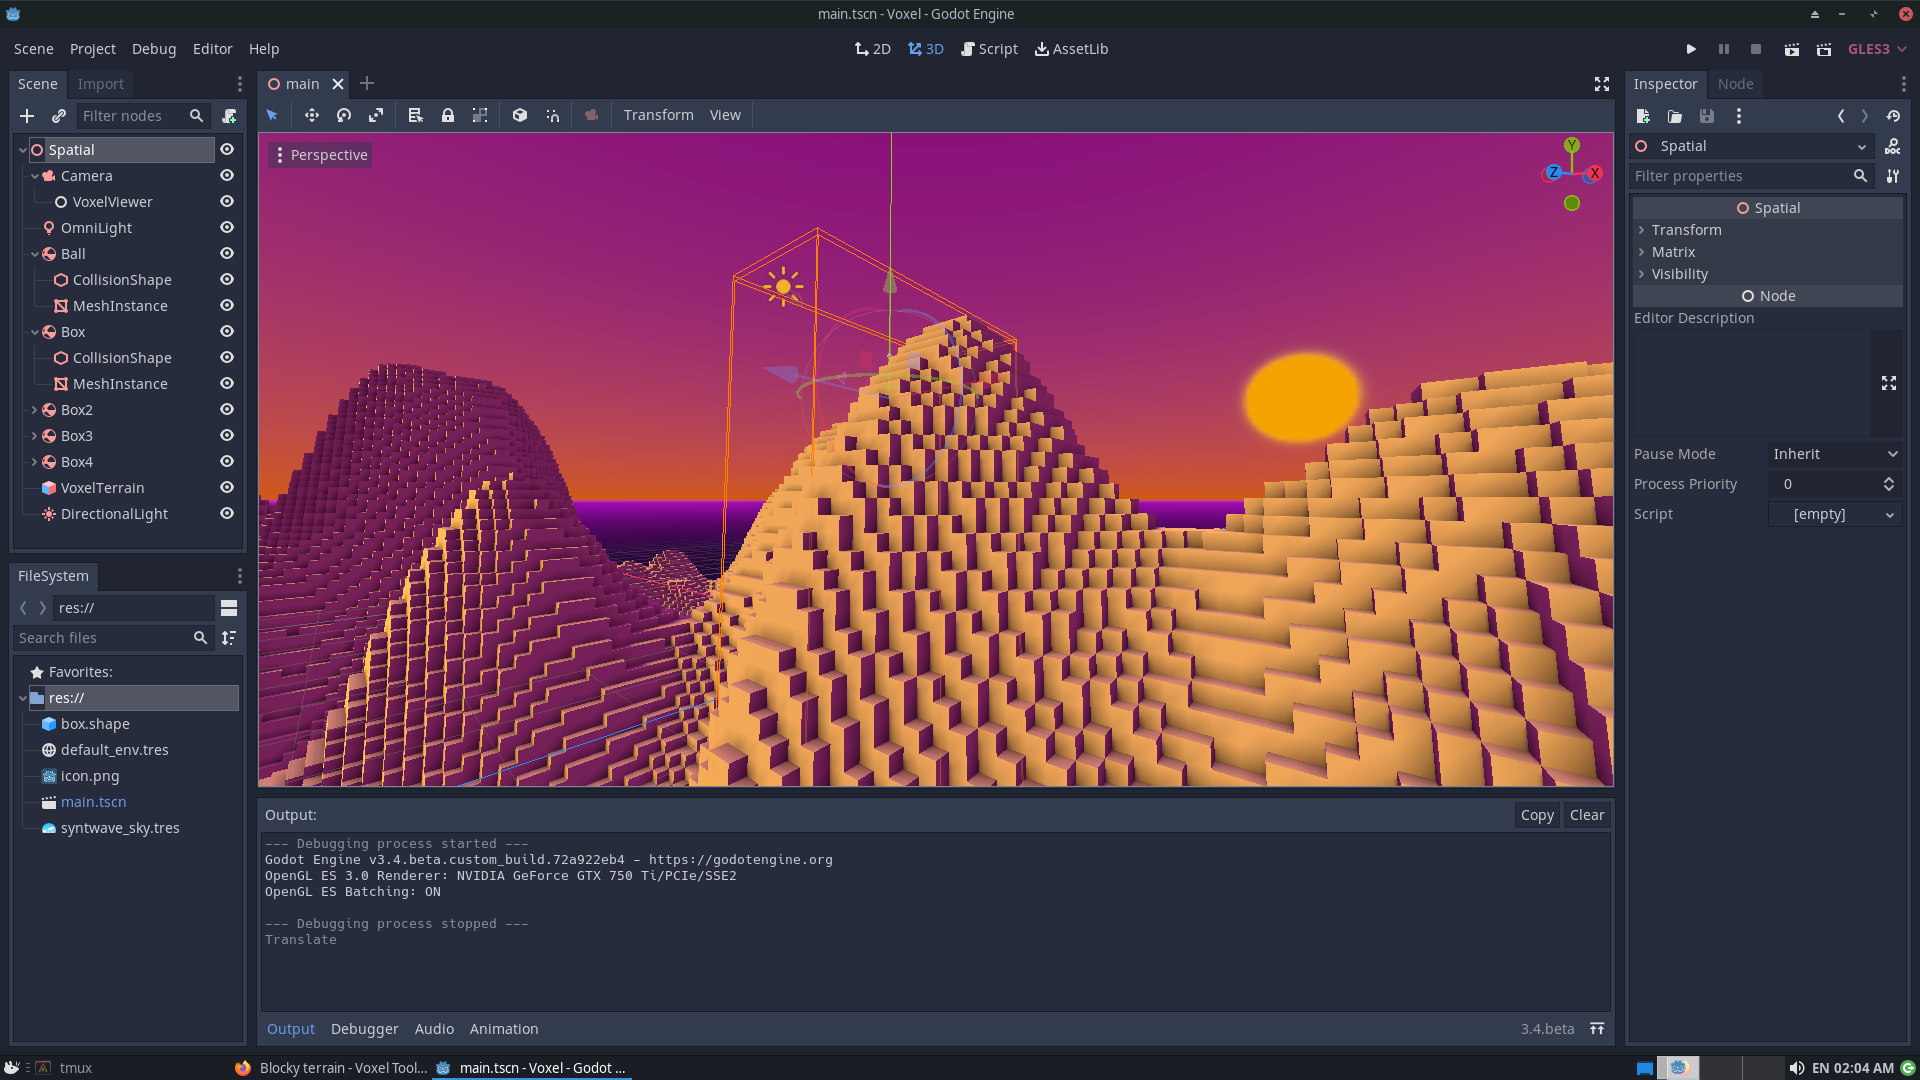 main.tscn - Voxel - Godot Engine
Scene Project Debug Editor Help
2D 3D Script AssetLib
GLES3
Scene Import
Filter nodes
Spatial
Camera
VoxelViewer
OmniLight
Ball
CollisionShape
MeshInstance
Box
CollisionShape
MeshInstance
Box2
Box3
Box4
VoxelTerrain
DirectionalLight
FileSystem
res://
Search files
Favorites:
res://
box.shape
default_env.tres
icon.png
main.tscn
syntwave_sky.tres
main
Transform View
Perspective
Y
Z X
Output:
Copy Clear
--- Debugging process started ---
Godot Engine v3.4.beta.custom_build.72a922eb4 - https://godotengine.org
OpenGL ES 3.0 Renderer: NVIDIA GeForce GTX 750 Ti/PCIe/SSE2
OpenGL ES Batching: ON
--- Debugging process stopped ---
Translate
Output Debugger Audio Animation
3.4.beta
Inspector Node
Spatial
Filter properties
Spatial
Transform
Matrix
Visibility
Node
Editor Description
Pause Mode Inherit
Process Priority 0
Script [empty]
tmux
Blocky terrain - Voxel Tool...
main.tscn - Voxel - Godot ...
EN 02:04 AM